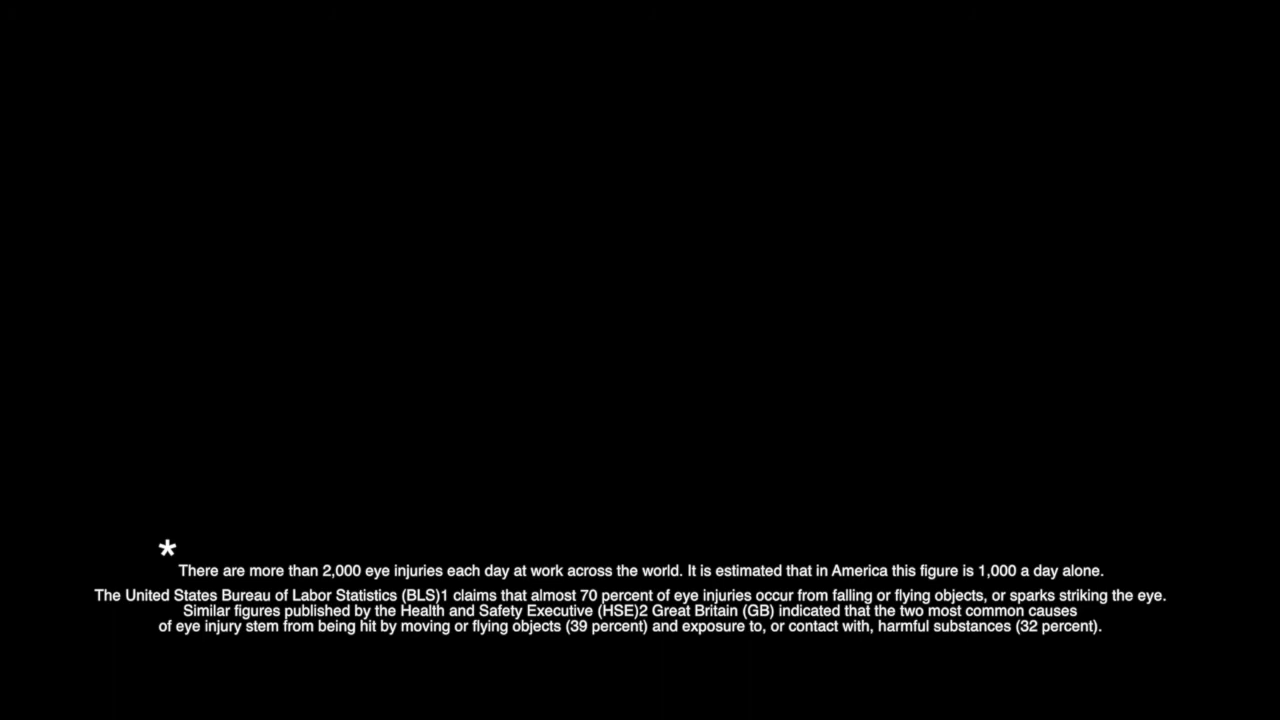 *
There are more than 2,000 eye injuries each day at work across the world. It is estimated that in America this figure is 1,000 a day alone.
The United States Bureau of Labor Statistics (BLS)1 claims that almost 70 percent of eye injuries occur from falling or flying objects, or sparks striking the eye.
Similar figures published by the Health and Safety Executive (HSE)2 Great Britain (GB) indicated that the two most common causes
of eye injury stem from being hit by moving or flying objects (39 percent) and exposure to, or contact with, harmful substances (32 percent).